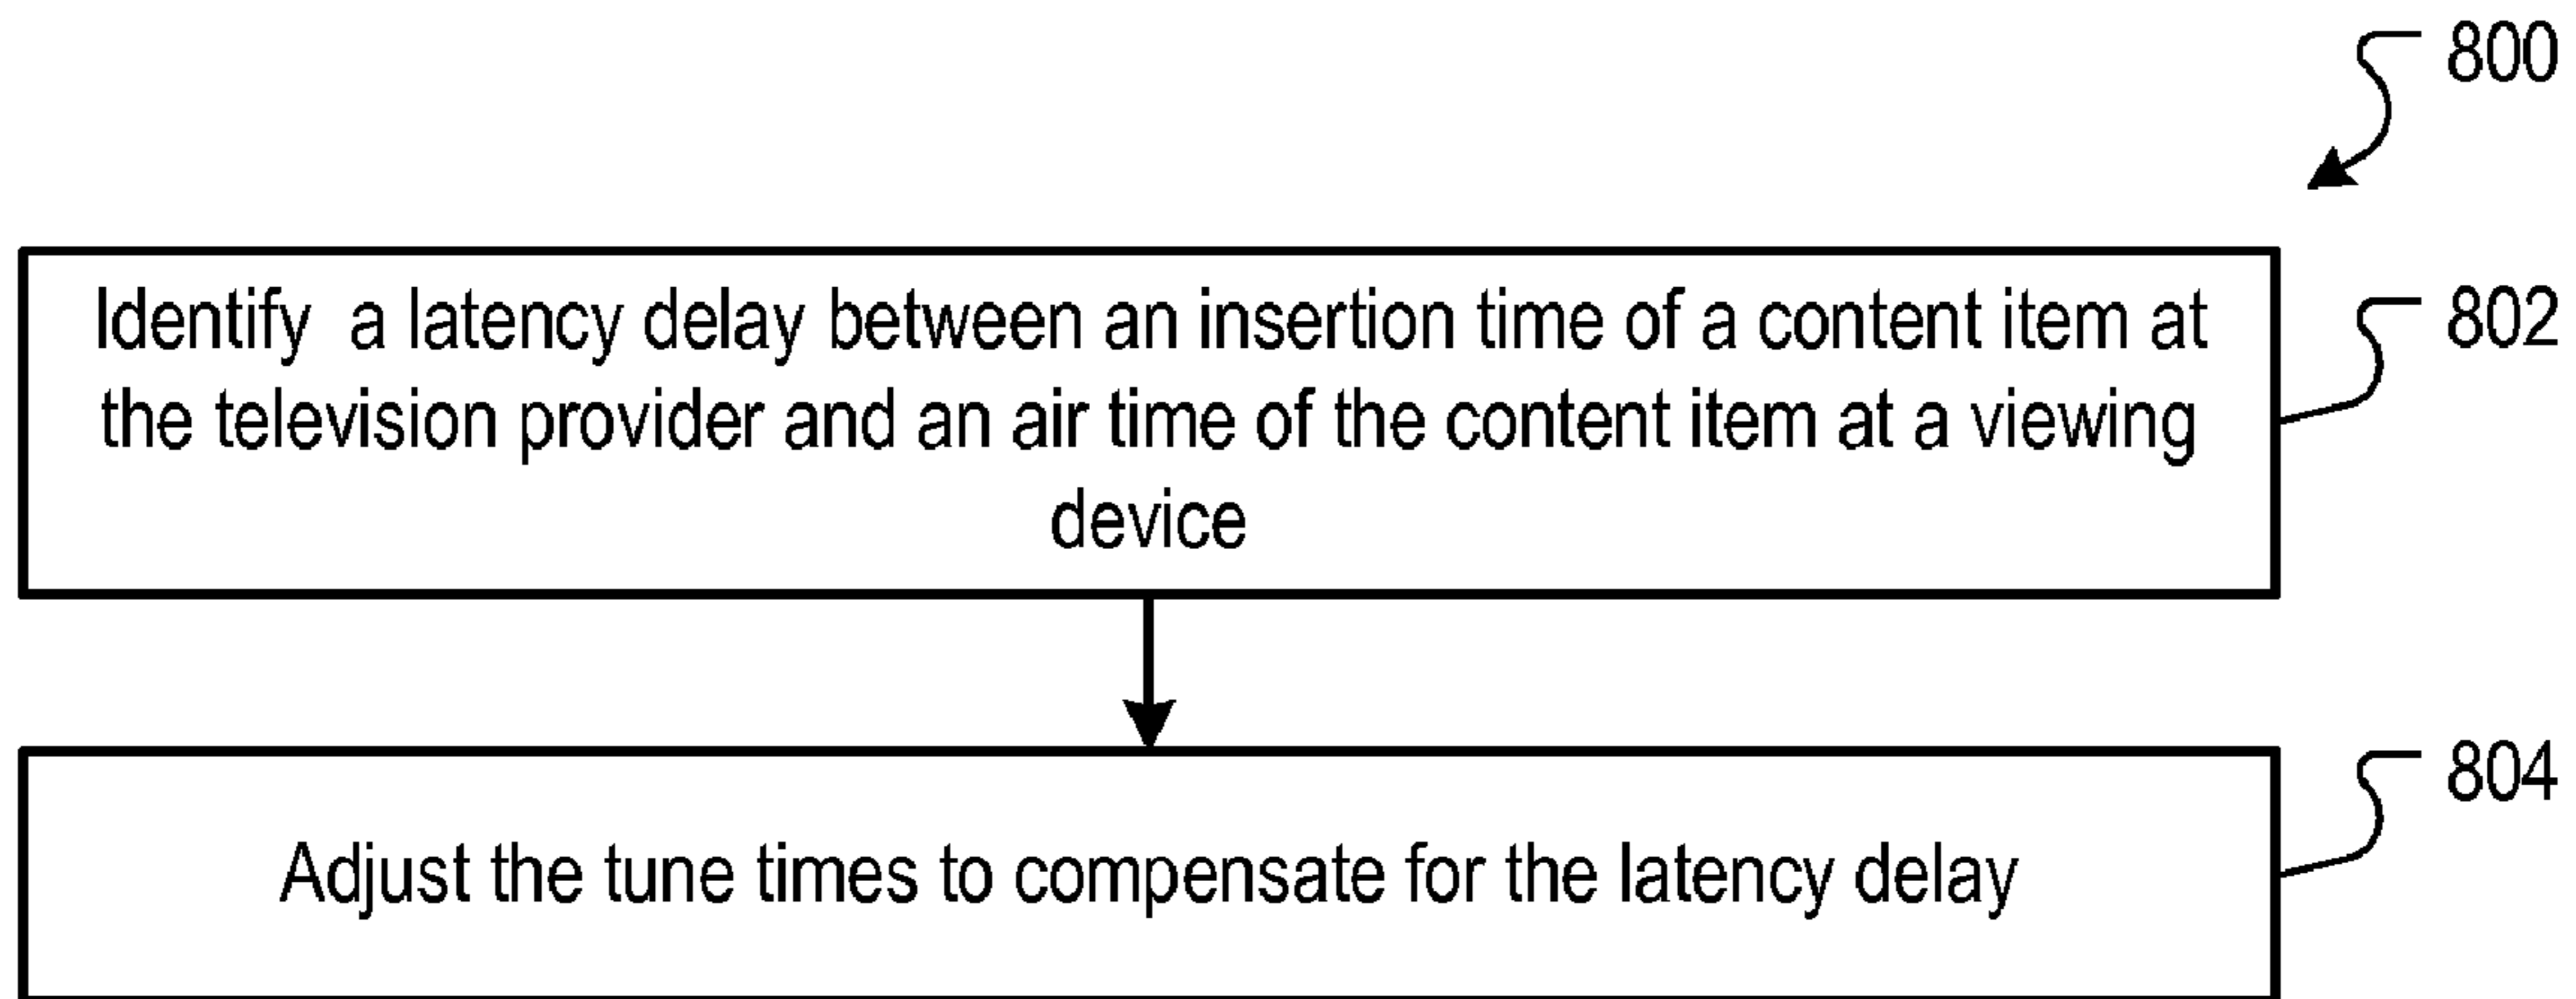 800
Identify a latency delay between an insertion time of a content item at
802
the television provider and an air time of the content item at a viewing
device
804
Adjust the tune times to compensate for the latency delay